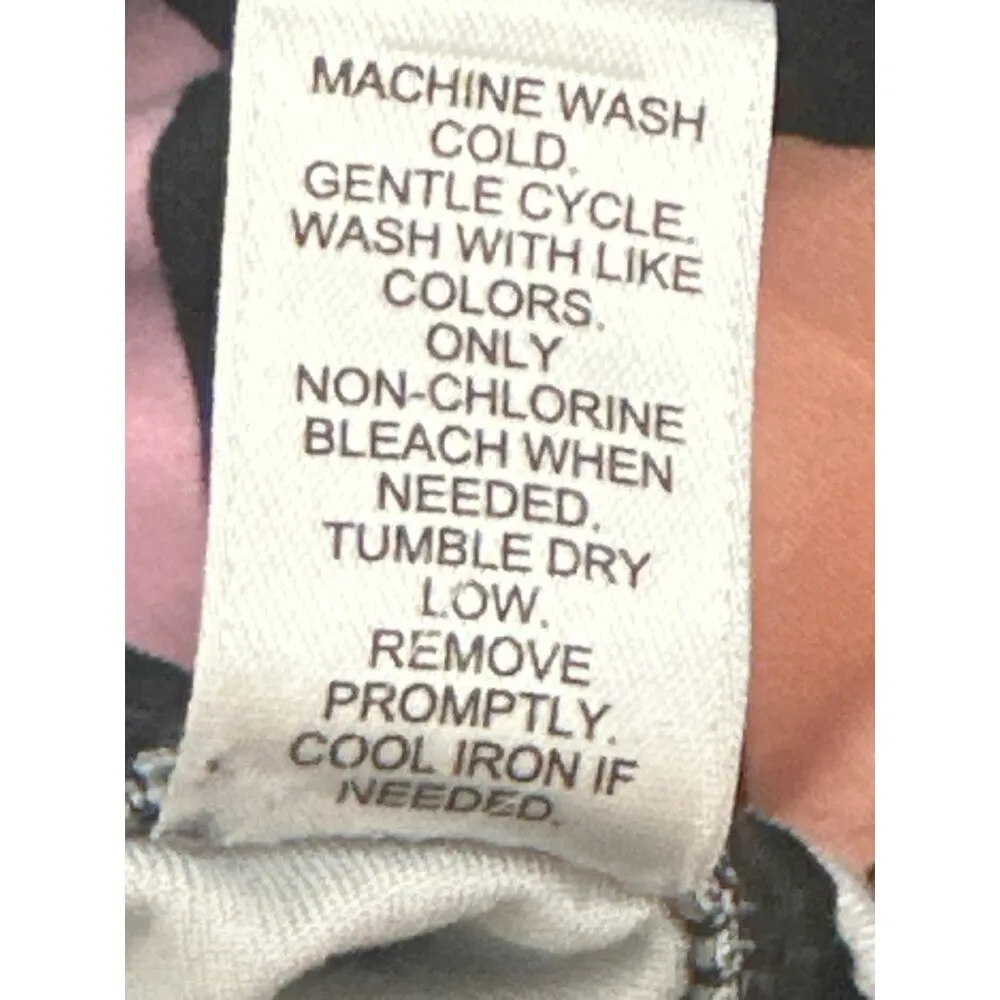 MACHINE WASH
COLD.
GENTLE CYCLE.
WASH WITH LIKE
COLORS.
ONLY
NON-CHLORINE
BLEACH WHEN
NEEDED.
TUMBLE DRY
LOW.
REMOVE
PROMPTLY.
COOL IRON IF
NEEDED.